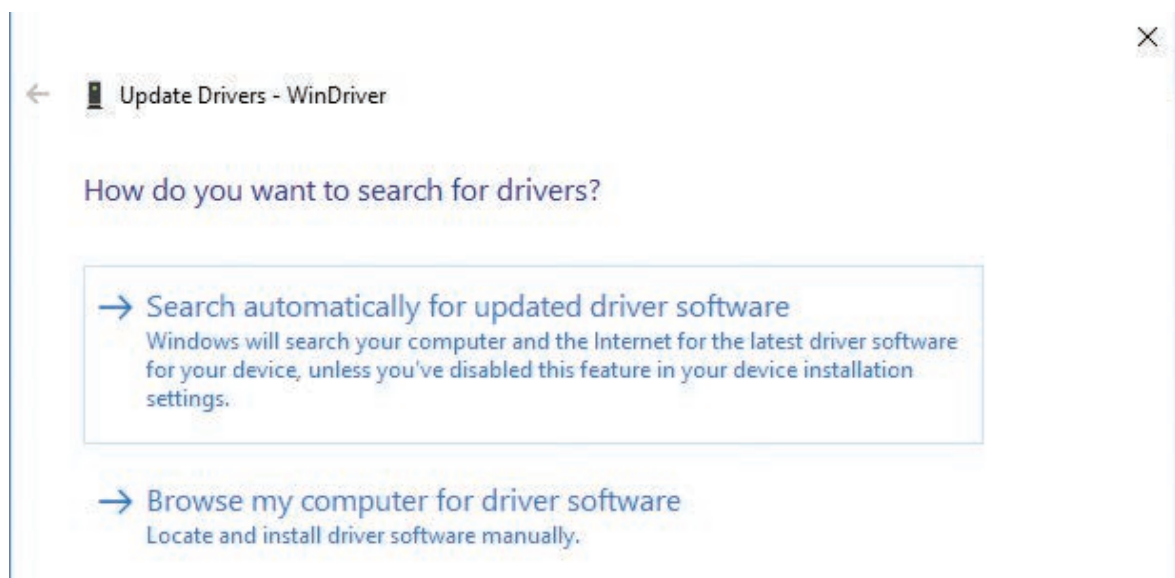 Update Drivers - WinDriver
How do you want to search for drivers?
Search automatically for updated driver software
Windows will search your computer and the Internet for the latest driver software
for your device, unless you've disabled this feature in your device installation
settings.
Browse my computer for driver software
Locate and install driver software manually.